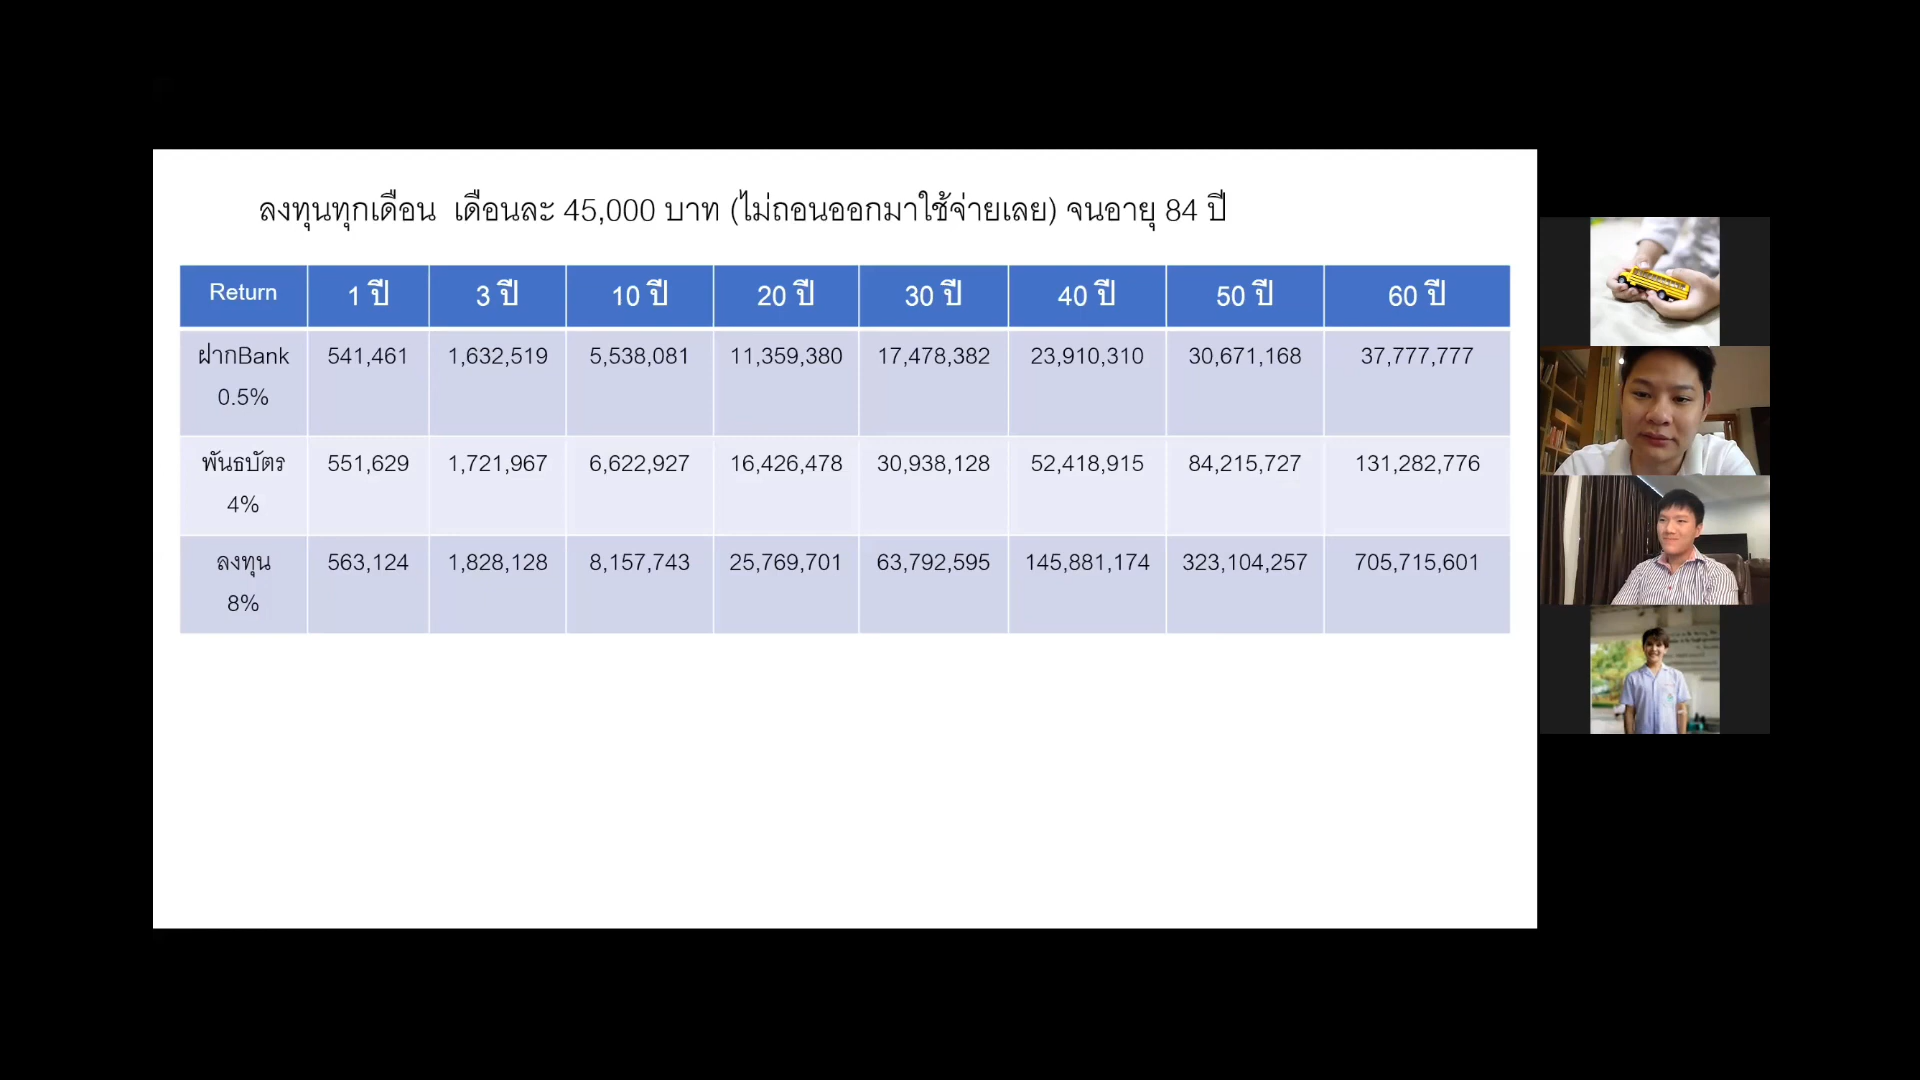 ลงทุนทุกเดือน เดือนละ 45,000 บาท (ไม่ถอนออกมาใช้จ่ายเลย) จนอายุ 84 ปี
Return 1 ปี 3 ปี 10 ปี 20 ปี 30 ปี 40 ปี 50 ปี 60 ปี
ฝากBank 541,461 1,632,519 5,538,081 11,359,380 17,478,382 23,910,310 30,671,168 37,777,777
0.5%
พันธบัตร 551,629 1,721,967 6,622,927 16,426,478 30,938,128 52,418,915 84,215,727 131,282,776
4%
ลงทุน 563,124 1,828,128 8,157,743 25,769,701 63,792,595 145,881,174 323,104,257 705,715,601
8%